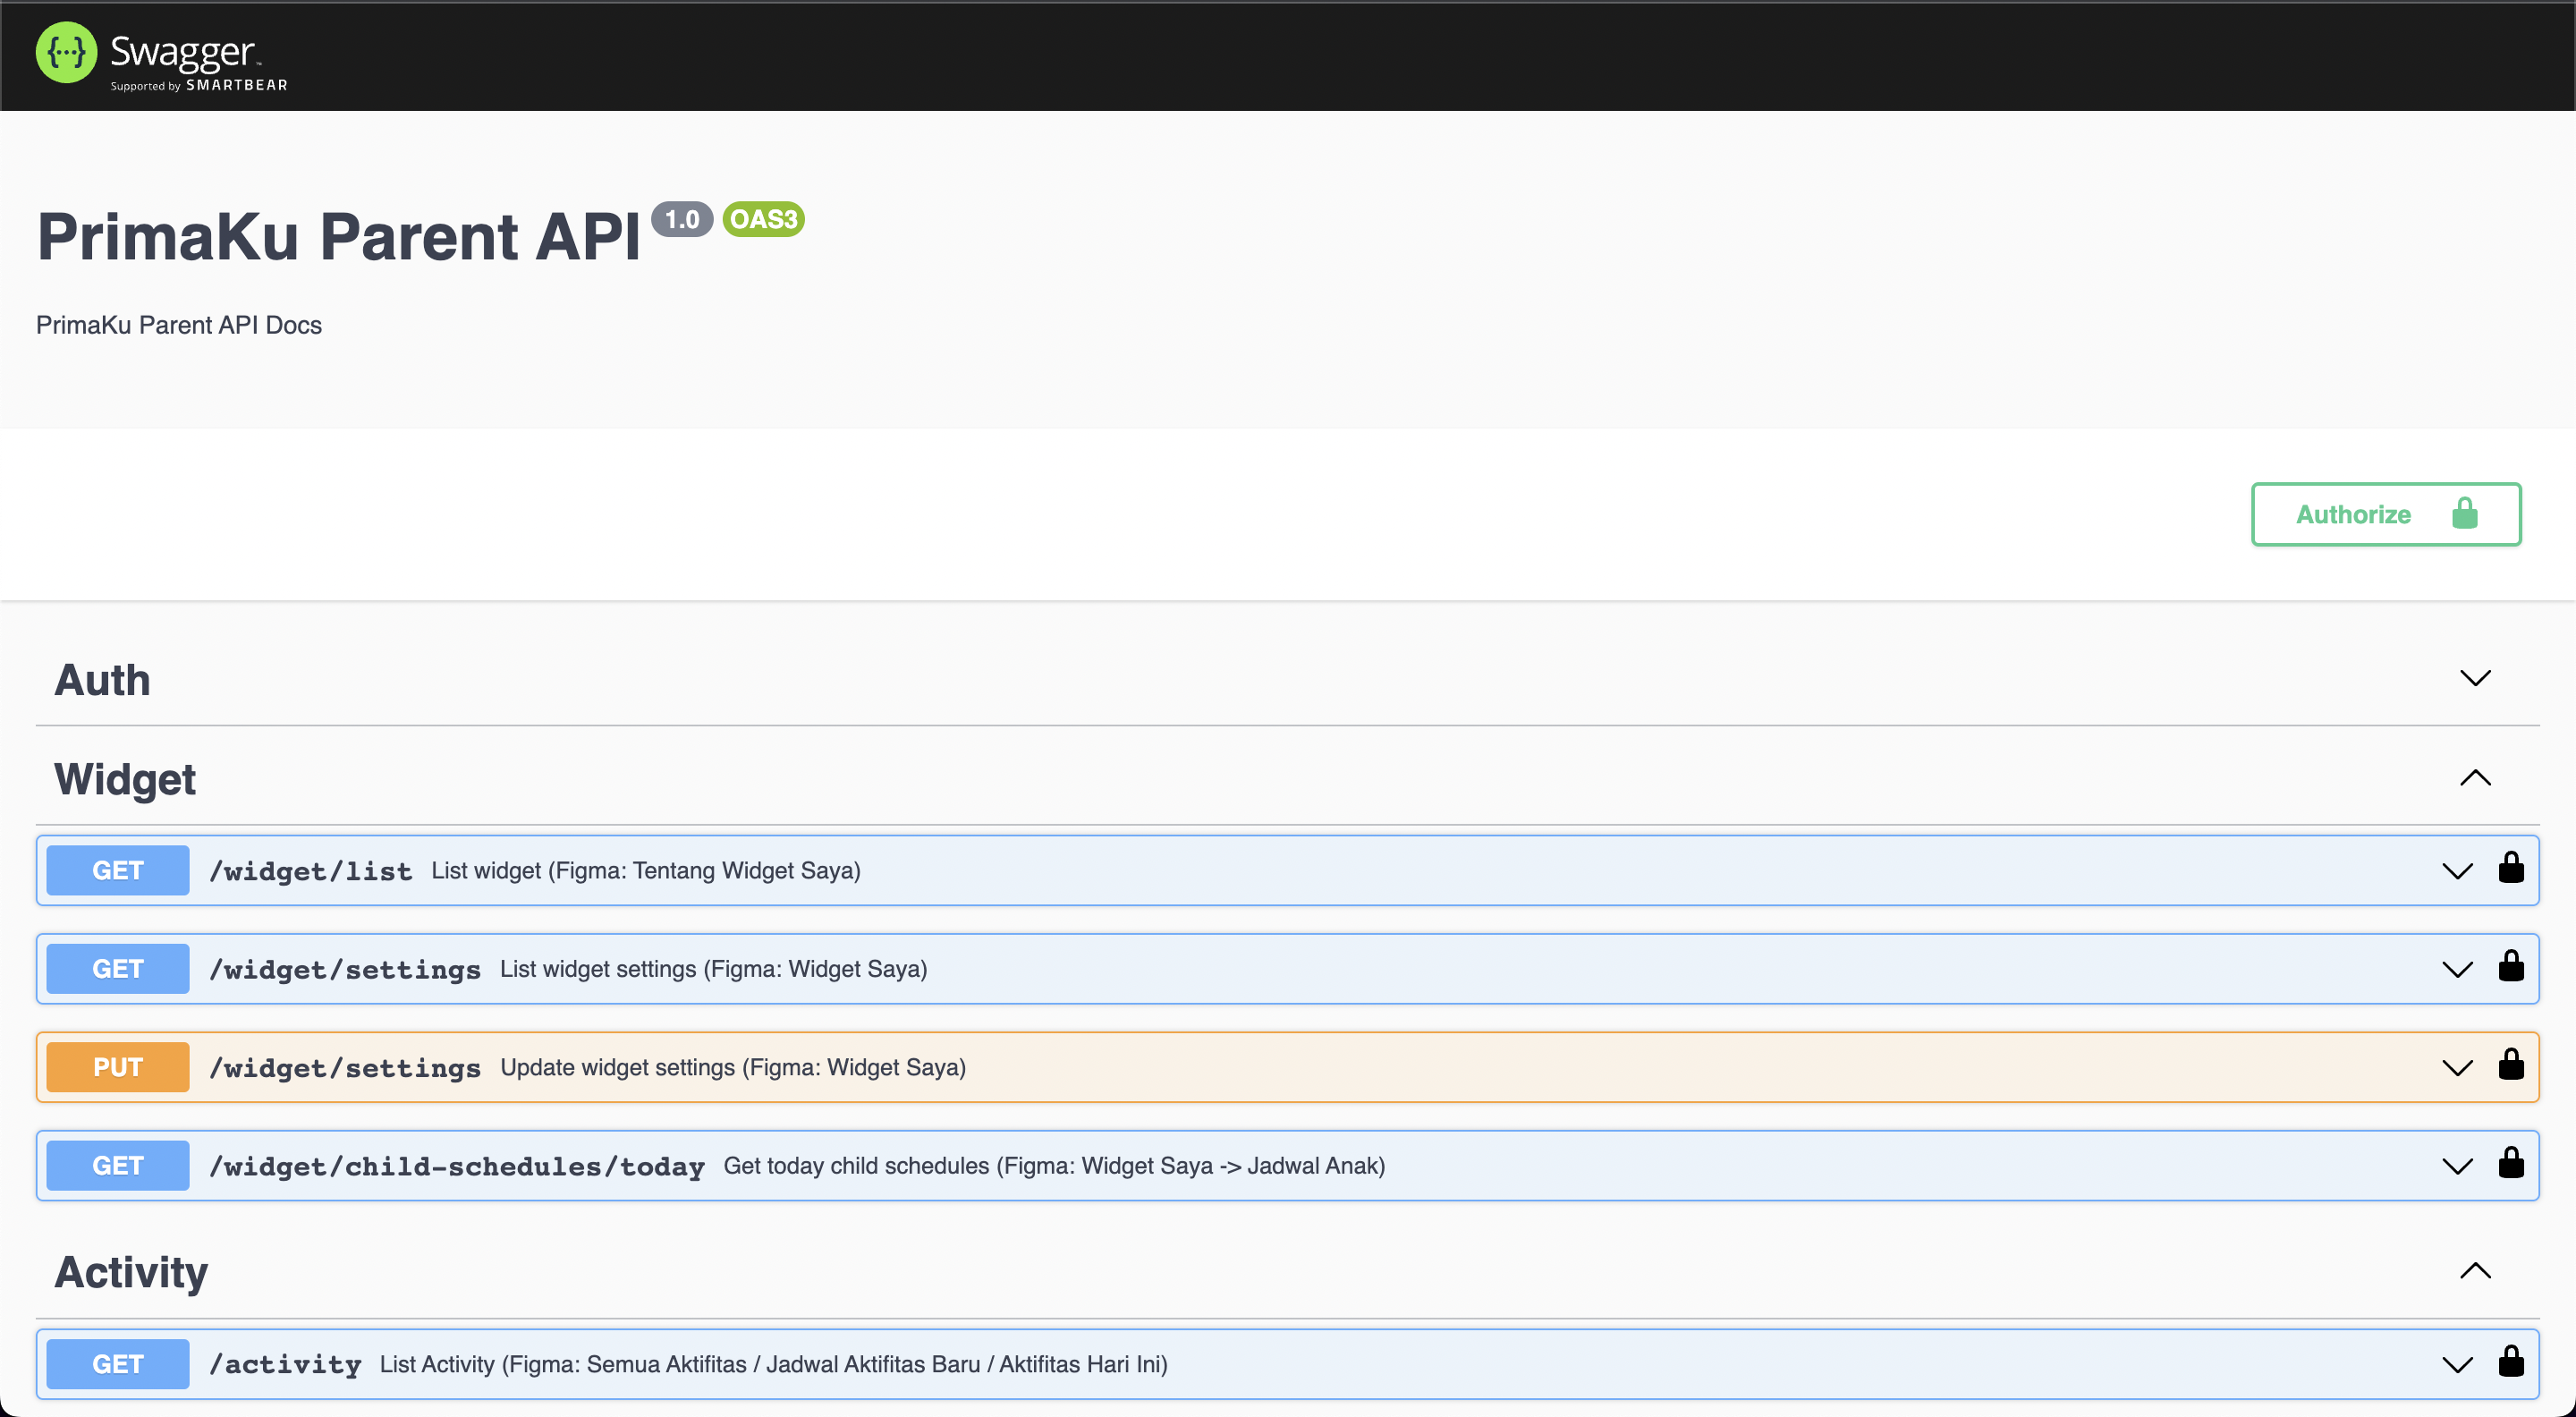 {···} Swagger™
Supported by SMARTBEAR
PrimaKu Parent API 1.0 OAS3
PrimaKu Parent API Docs
Authorize
Auth
Widget
GET /widget/list List widget (Figma: Tentang Widget Saya)
GET /widget/settings List widget settings (Figma: Widget Saya)
PUT /widget/settings Update widget settings (Figma: Widget Saya)
GET /widget/child-schedules/today Get today child schedules (Figma: Widget Saya -> Jadwal Anak)
Activity
GET /activity List Activity (Figma: Semua Aktifitas / Jadwal Aktifitas Baru / Aktifitas Hari Ini)